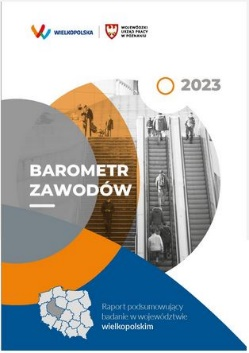 WIELKOPOLSKA
WOJEWÓDZKI
URZĄD PRACY
W POZNANIU
2023
BAROMETR
ZAWODÓW
Raport podsumowujący
badanie w województwie
wielkopolskim